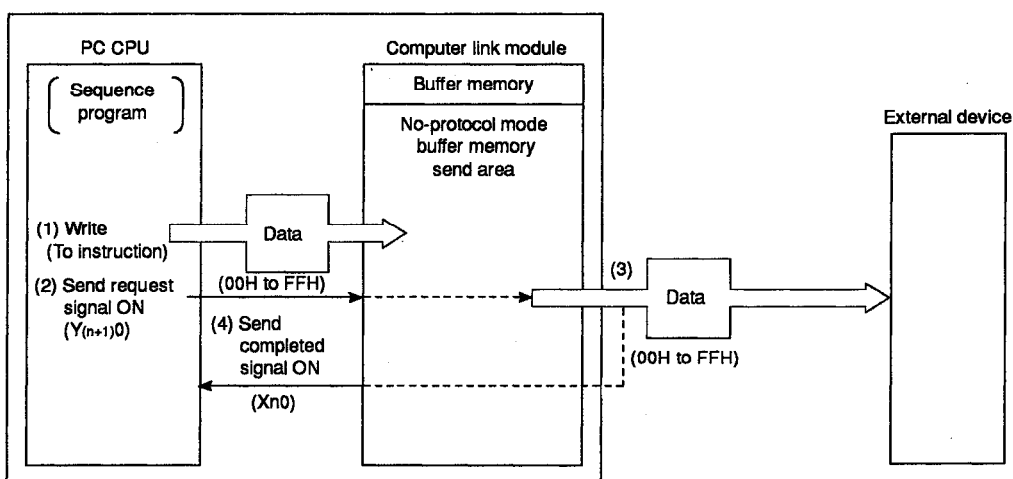 PC CPU
Sequence
program
Computer link module
Buffer memory
No-protocol mode
buffer memory
send area
External device
(1) Write
(To instruction)
Data
(00H to FFH)
(2) Send request
signal ON
(Y(n+1)0)
(3)
Data
(00H to FFH)
(4) Send
completed
signal ON
(Xn0)